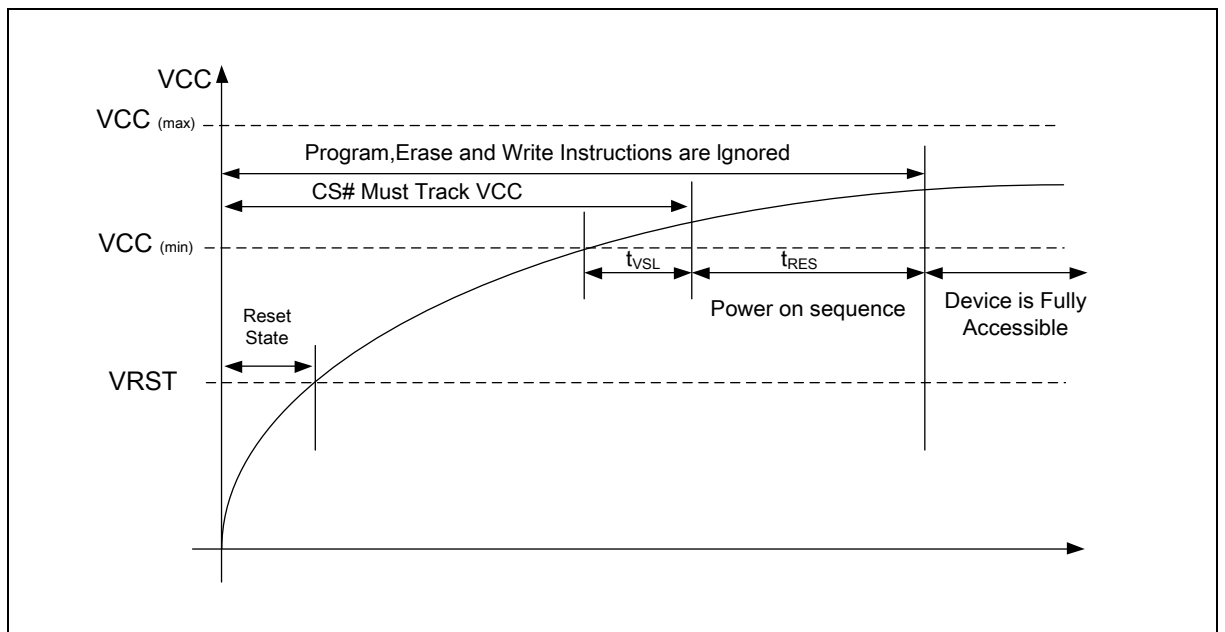 VCC
VCC (max)
Program,Erase and Write Instructions are Ignored
CS# Must Track VCC
VCC (min)
tVSL
tRES
Power on sequence
Device is Fully
Accessible
Reset
State
VRST